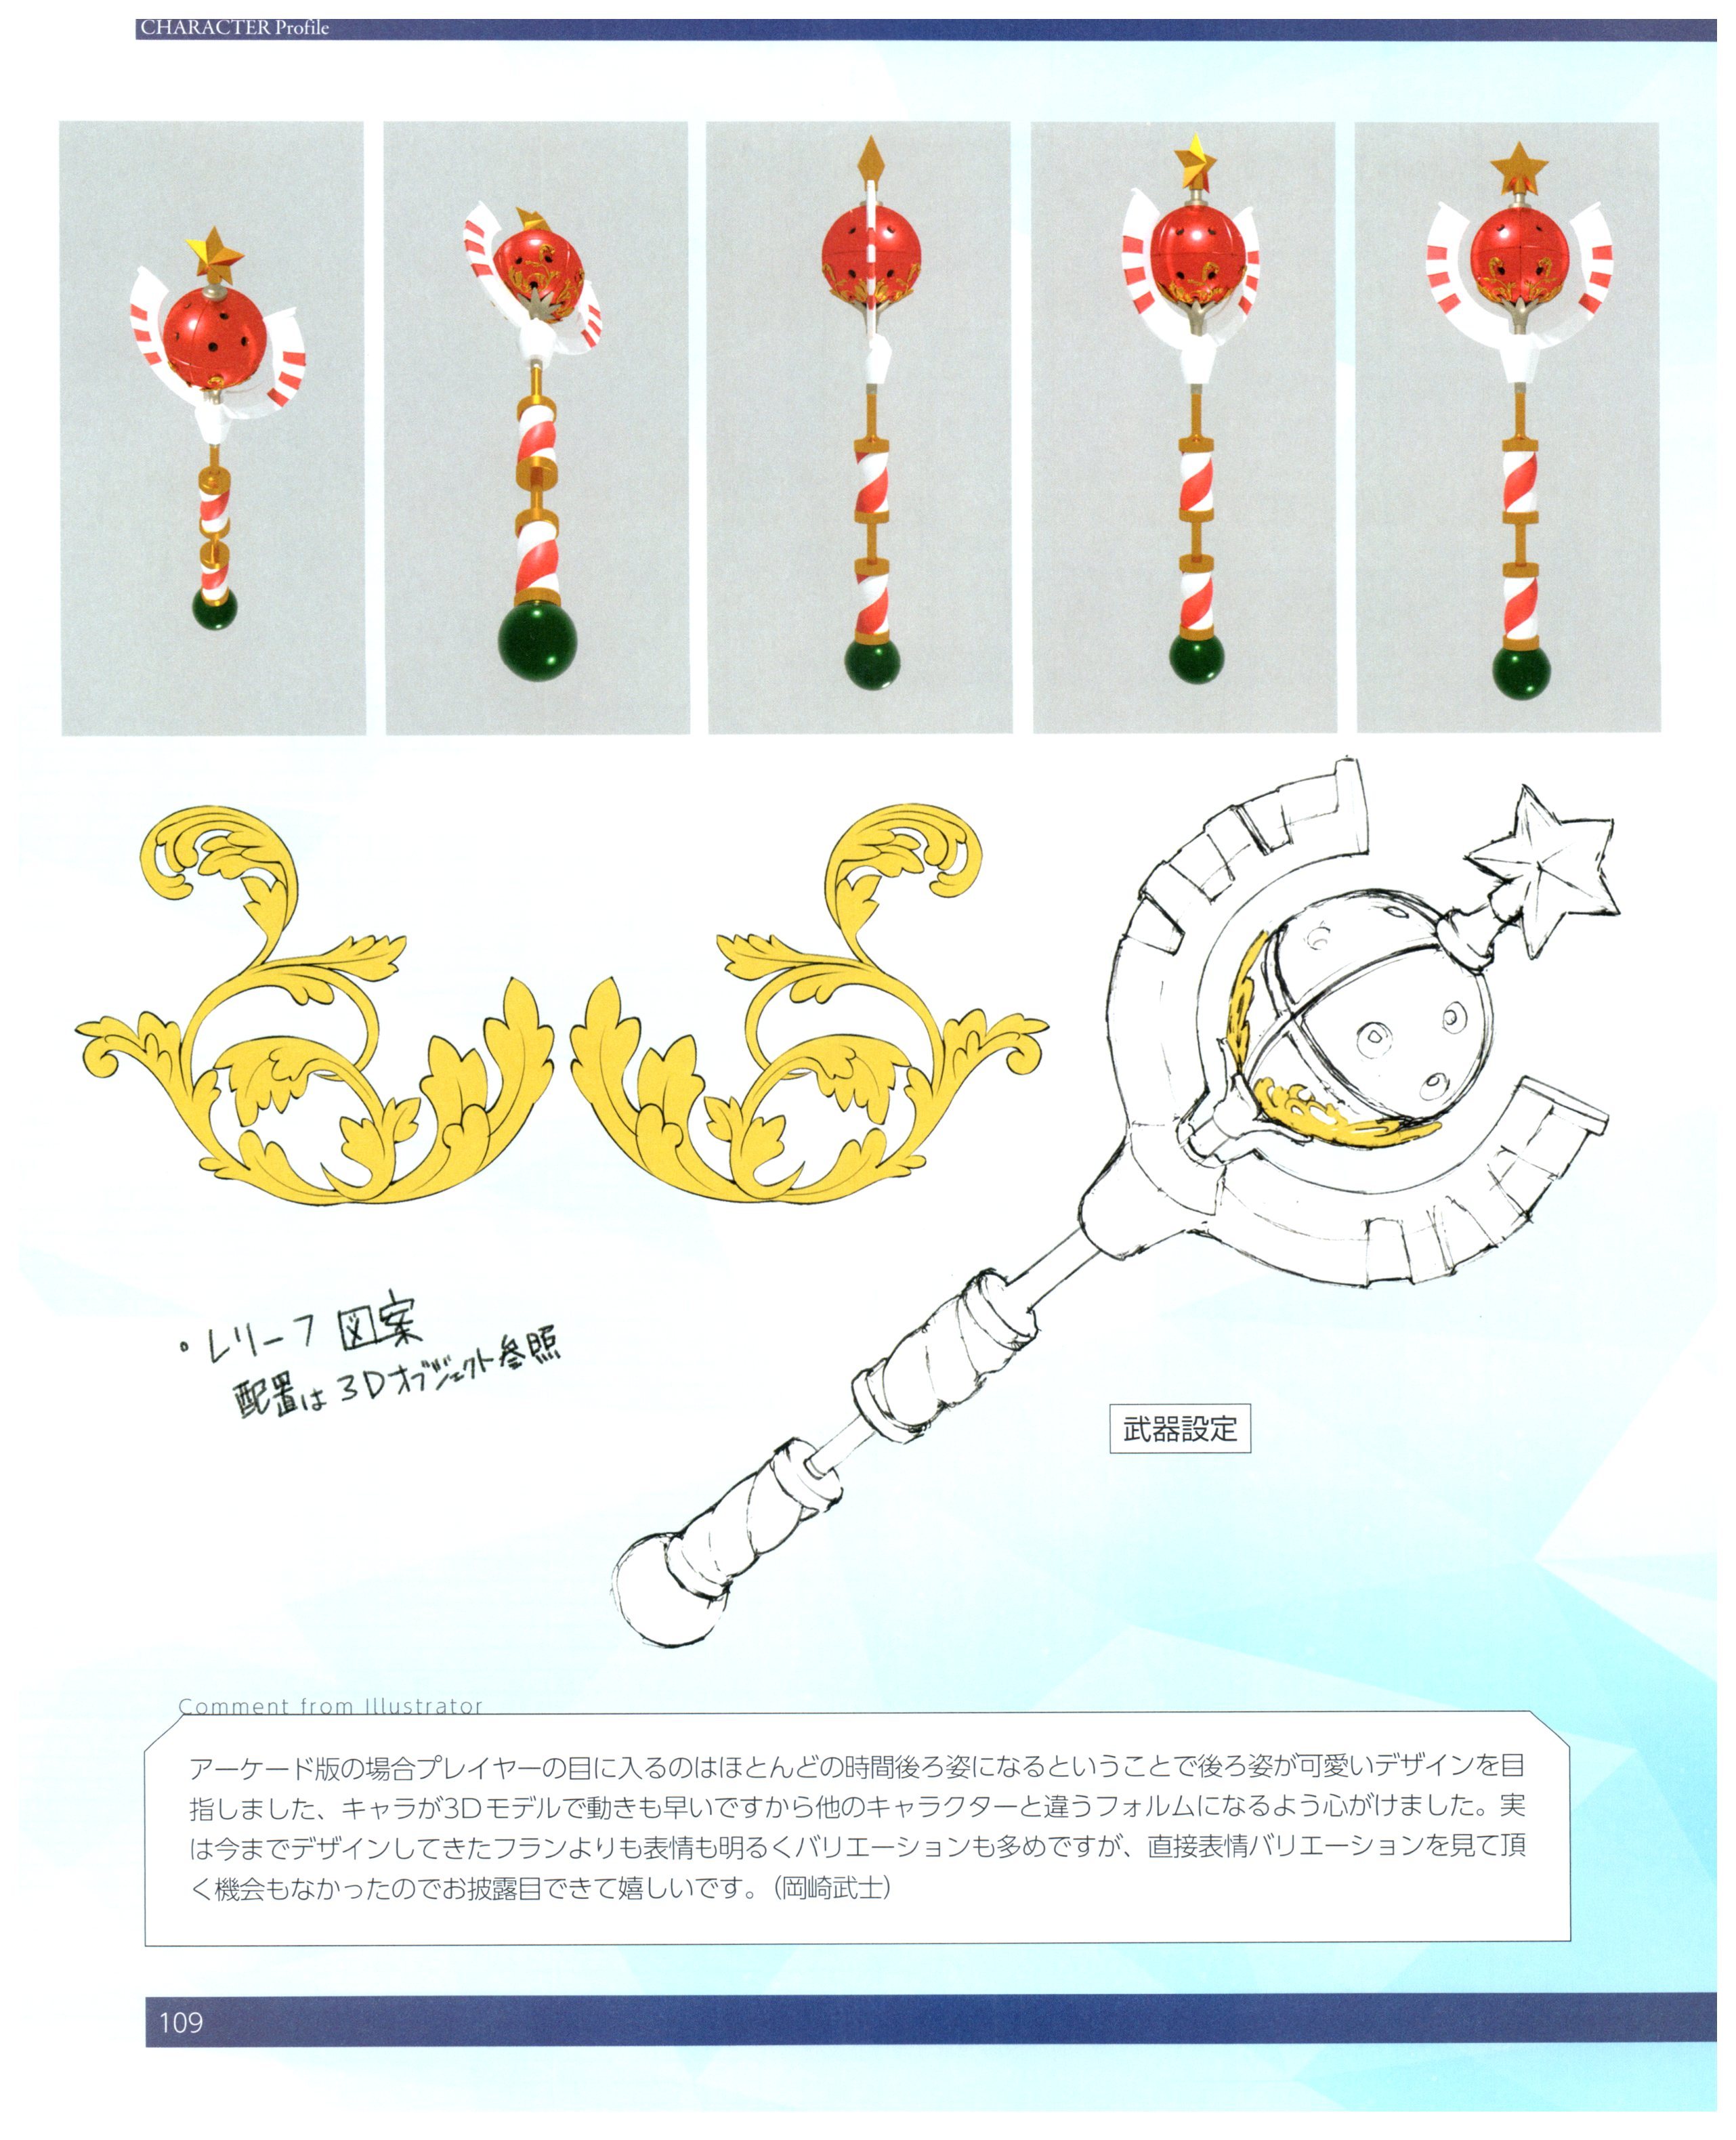 CHARACTER Profile
・レリーフ 図案
配置は3Dオブジェクト参照
武器設定
Comment from Illustrator
アーケード版の場合プレイヤーの目に入るのはほとんどの時間後ろ姿になるということで後ろ姿が可愛いデザインを目
指しました、キャラが3Dモデルで動きも早いですから他のキャラクターと違うフォルムになるよう心がけました。実
は今までデザインしてきたフランよりも表情も明るくバリエーションも多めですが、直接表情バリエーションを見て頂
く機会もなかったのでお披露目できて嬉しいです。（岡崎武士）
109